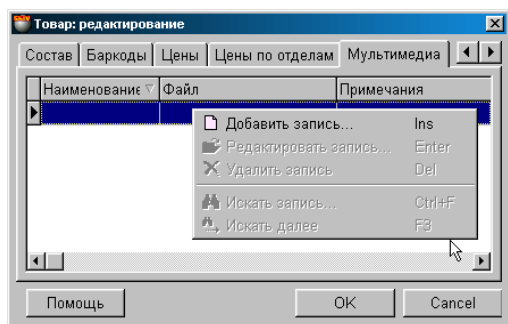 Товар: редактирование
Состав Баркоды Цены Цены по отделам Мультимедиа
Наименование Файл Примечания
Добавить запись... Ins
Редактировать запись... Enter
Удалить запись Del
Искать запись... Ctrl+F
Искать далее F3
Помощь OK Cancel